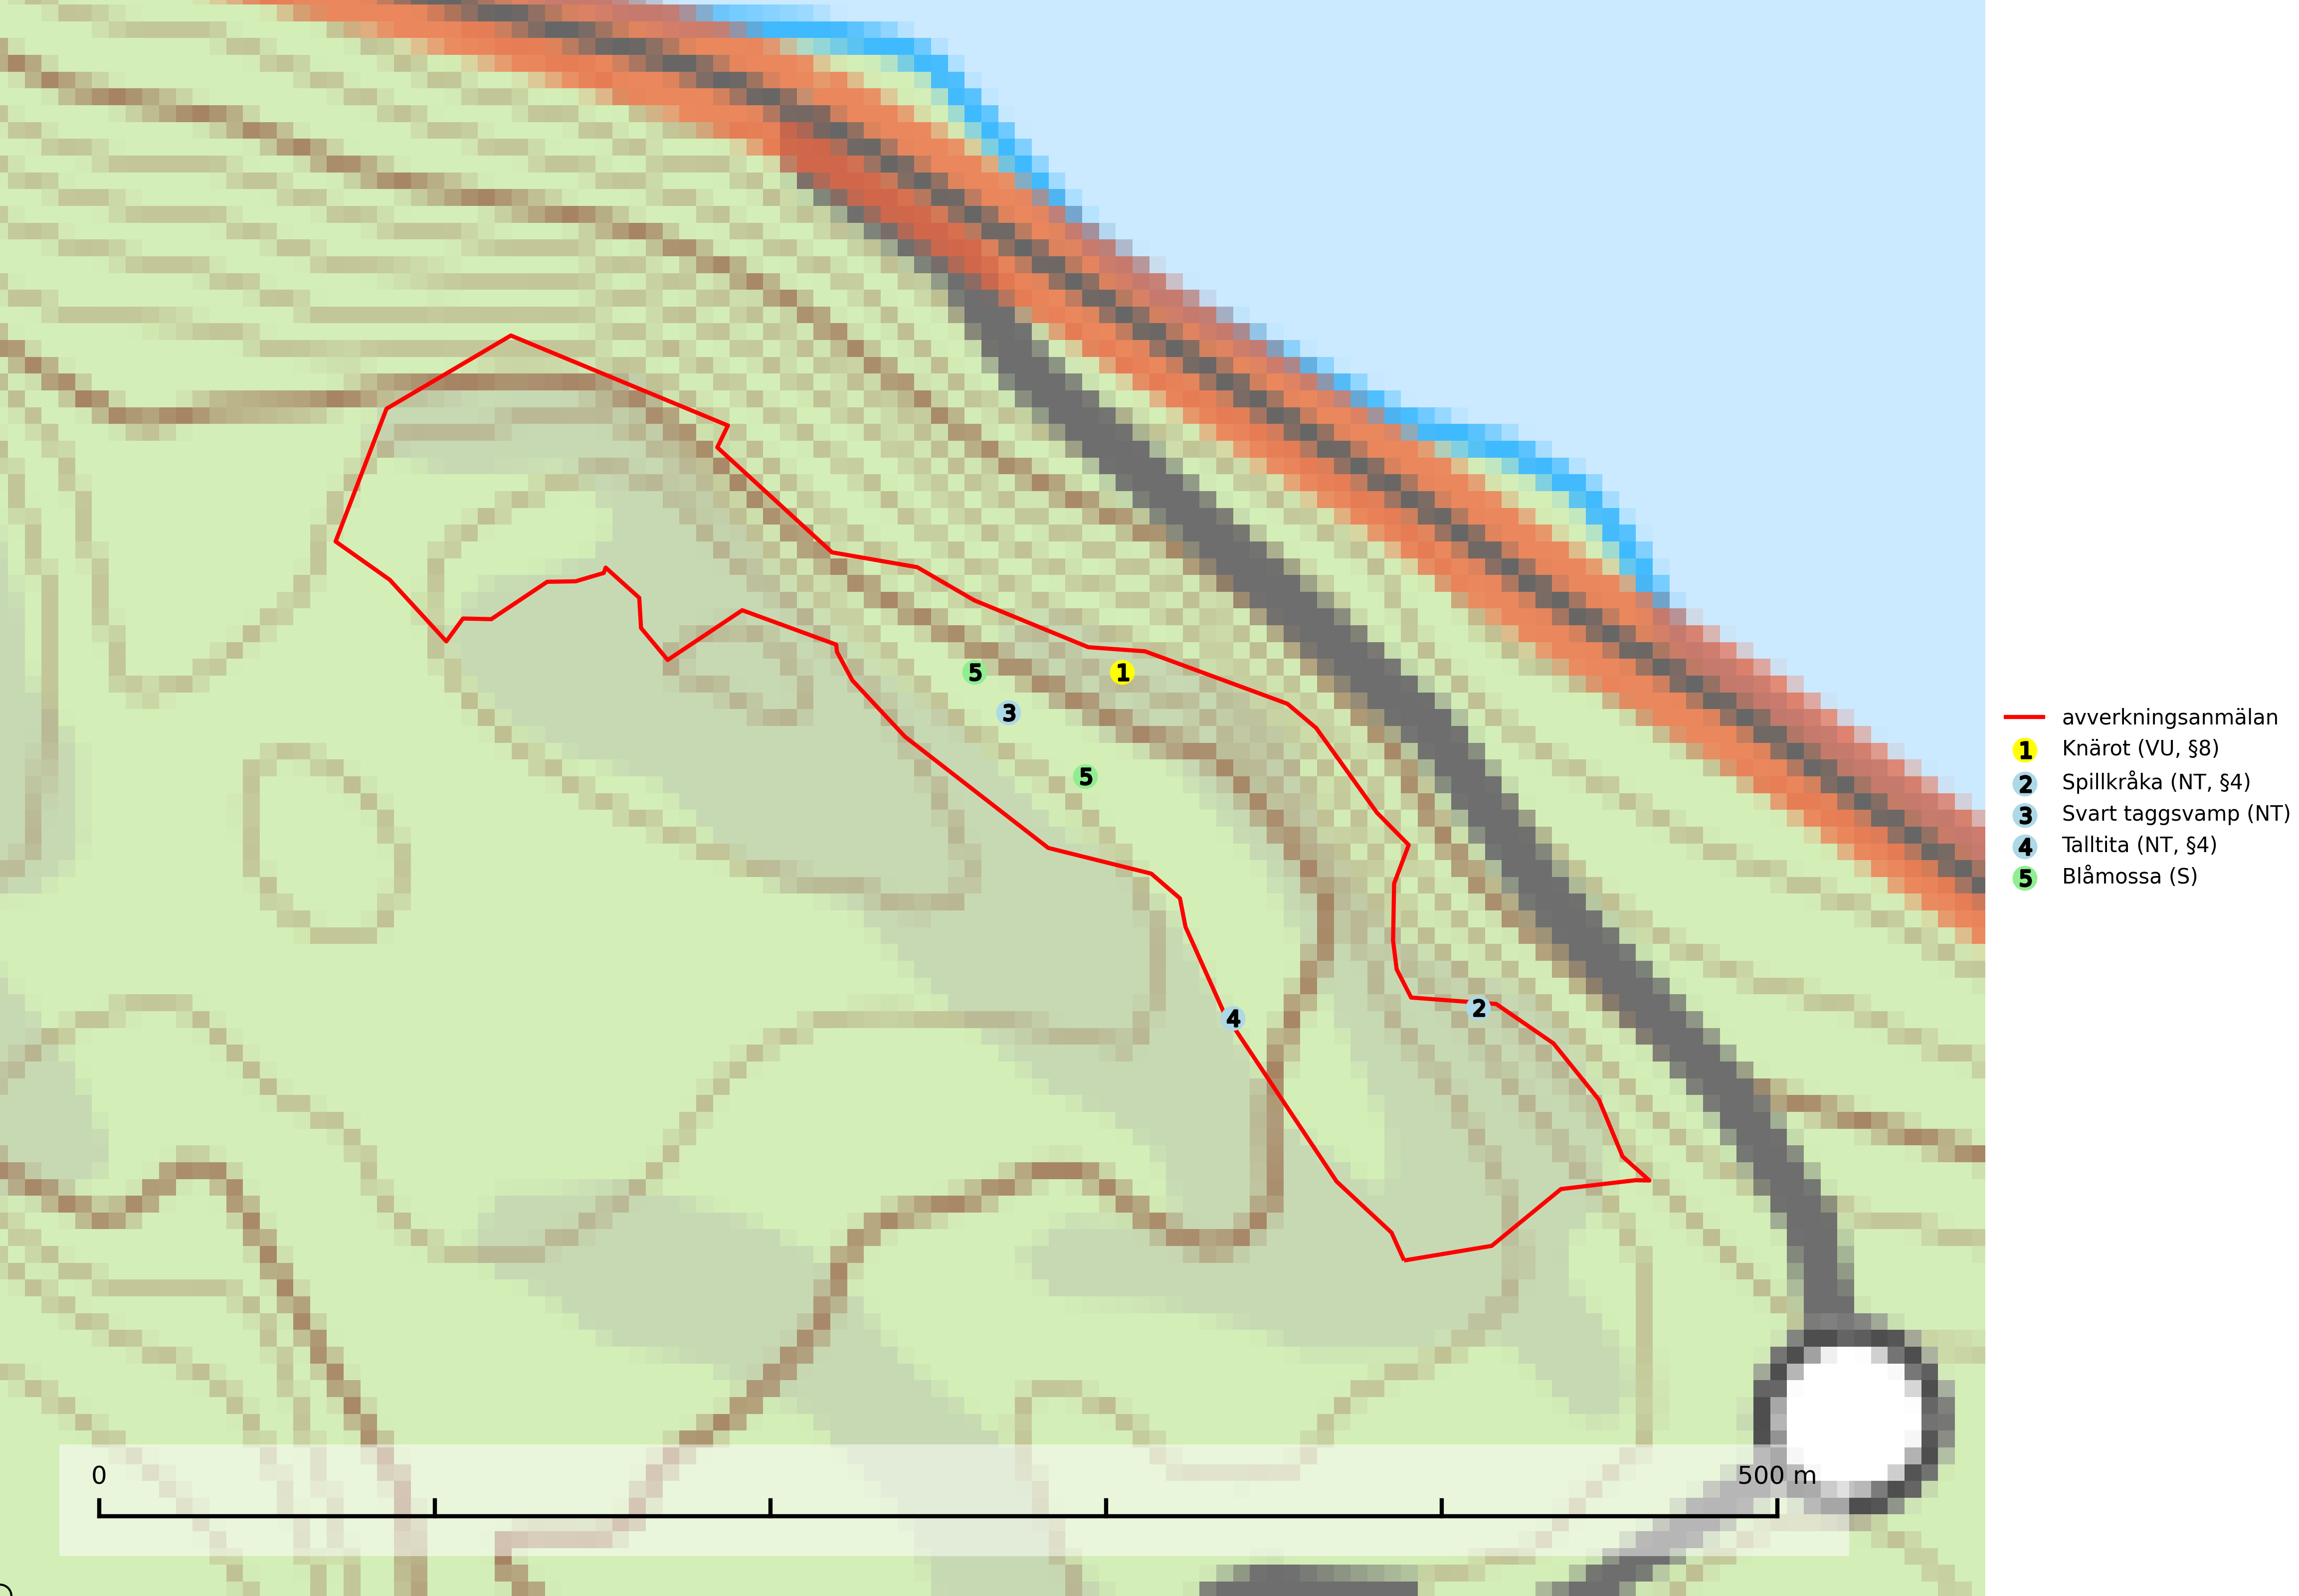 5
1
3
5
2
4
avverkningsanmälan
1 Knärot (VU, §8)
2 Spillkråka (NT, §4)
3 Svart taggsvamp (NT)
4 Talltita (NT, §4)
5 Blåmossa (S)
0 500 m